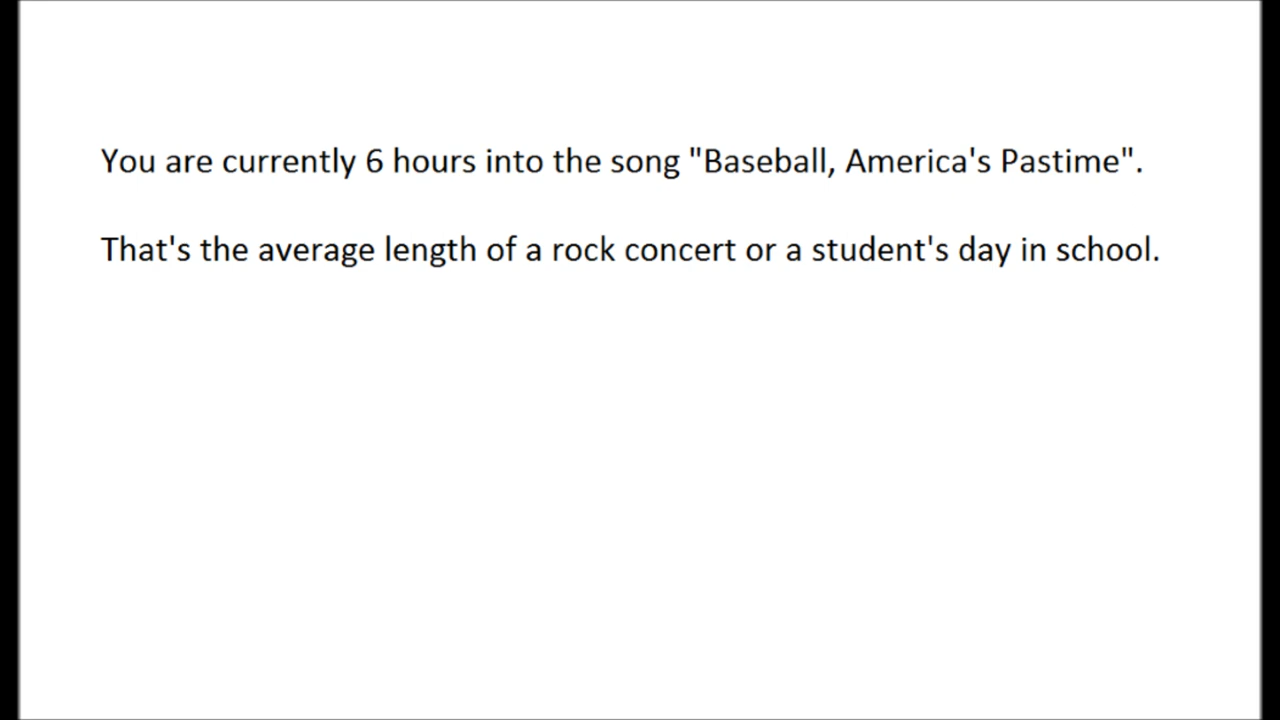 You are currently 6 hours into the song "Baseball, America's Pastime".
That's the average length of a rock concert or a student's day in school.